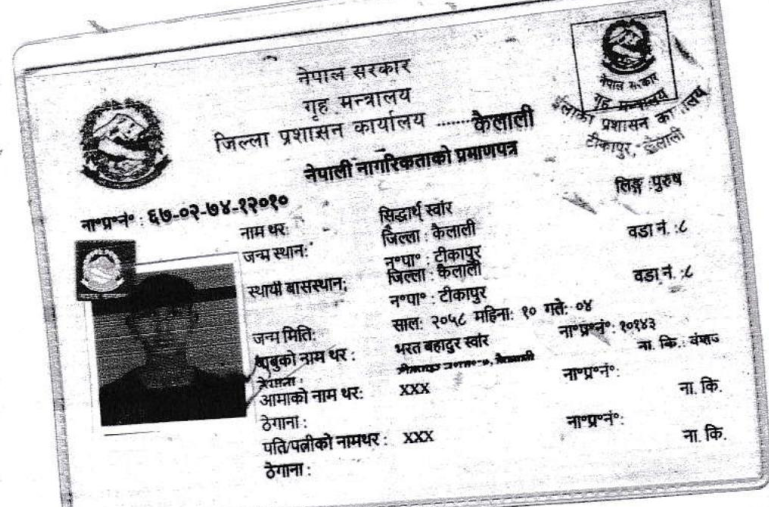 नेपाल सरकार
गृह मन्त्रालय
जिल्ला प्रशासन कार्यालय ........कैलाली
नेपाली नागरिकताको प्रमाणपत्र
नेपाल सरकार
गृह मन्त्रालय
ईलाका प्रशासन का
टीकापुर, कैलाली
ना॰प्र॰नं॰ : ६७-०२-७४-१२०१०
लिङ्ग :पुरुष
नाम थर: सिद्धार्थ स्वाँर
जन्म स्थान: जिल्ला : कैलाली वडा नं. :८
न॰पा॰ : टीकापुर
स्थायी बासस्थान: जिल्ला : कैलाली वडा नं. :८
न॰पा॰ : टीकापुर
जन्म मिति: साल: २०५८ महिना: १० गते: ०४
बाबुको नाम थर : भरत बहादुर स्वाँर ना॰प्र॰नं॰: १०१४३
ठेगाना : ना. कि.: वंशज
आमाको नाम थर: XXX ना॰प्र॰नं॰:
ठेगाना : ना. कि.
पति/पत्नीको नामथर : XXX ना॰प्र॰नं॰:
ठेगाना : ना. कि.